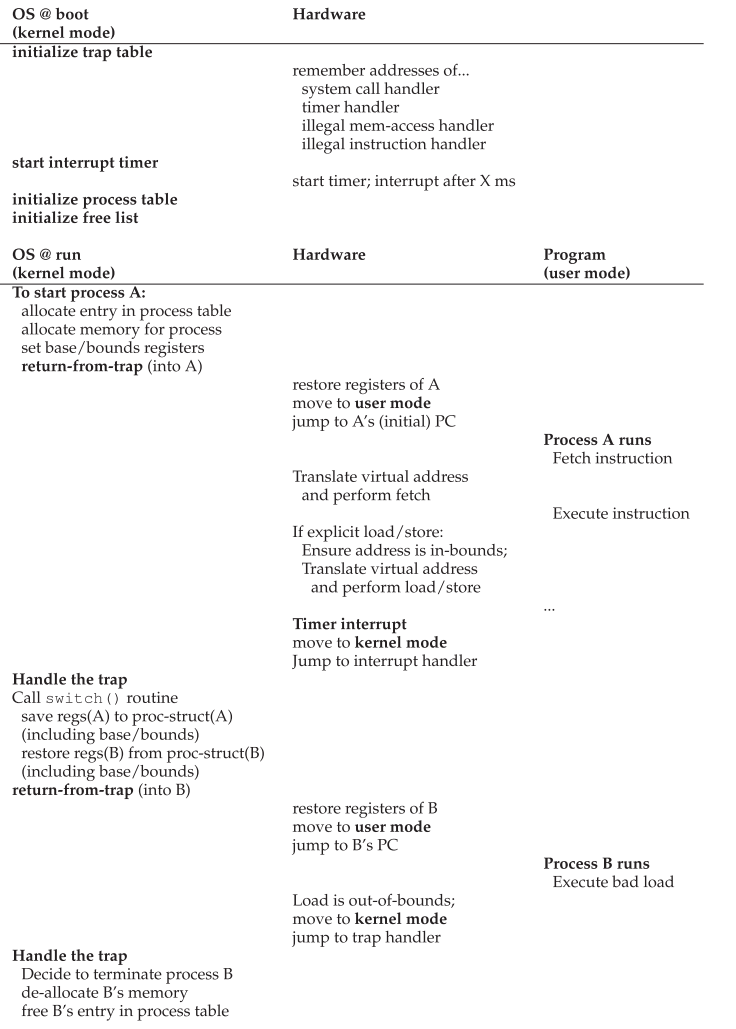 OS @ boot Hardware
(kernel mode)
initialize trap table
remember addresses of...
system call handler
timer handler
illegal mem-access handler
illegal instruction handler
start interrupt timer
start timer; interrupt after X ms
initialize process table
initialize free list
OS @ run Hardware Program
(kernel mode) (user mode)
To start process A:
allocate entry in process table
allocate memory for process
set base/bounds registers
return-from-trap (into A)
restore registers of A
move to user mode
jump to A's (initial) PC
Process A runs
Fetch instruction
Translate virtual address
and perform fetch
Execute instruction
If explicit load/store:
Ensure address is in-bounds;
Translate virtual address
and perform load/store
...
Timer interrupt
move to kernel mode
Jump to interrupt handler
Handle the trap
Call switch() routine
save regs(A) to proc-struct(A)
(including base/bounds)
restore regs(B) from proc-struct(B)
(including base/bounds)
return-from-trap (into B)
restore registers of B
move to user mode
jump to B's PC
Process B runs
Execute bad load
Load is out-of-bounds;
move to kernel mode
jump to trap handler
Handle the trap
Decide to terminate process B
de-allocate B's memory
free B's entry in process table